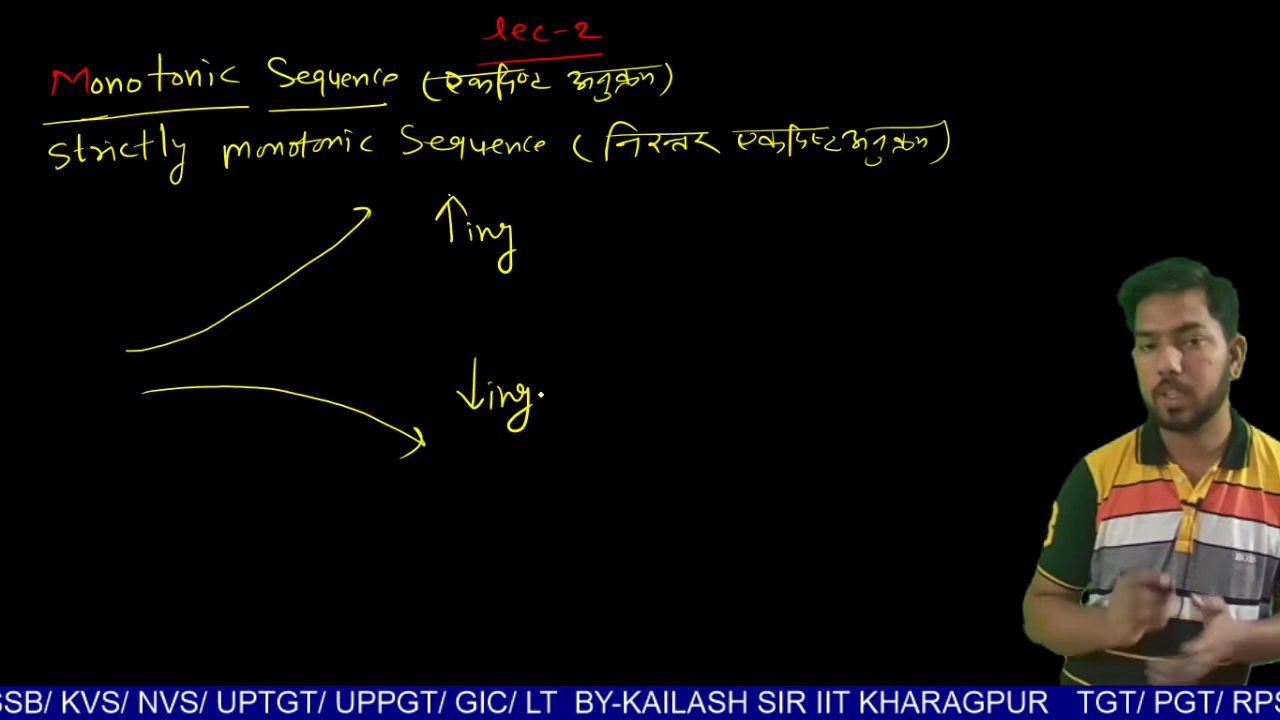 lec-2
Monotonic Sequence (एकदिष्ट अनुक्रम)
strictly monotonic Sequence (निरन्तर एकदिष्ट अनुक्रम)
↑ing
↓ing.
SSB/ KVS/ NVS/ UPTGT/ UPPGT/ GIC/ LT BY-KAILASH SIR IIT KHARAGPUR TGT/ PGT/ RPS